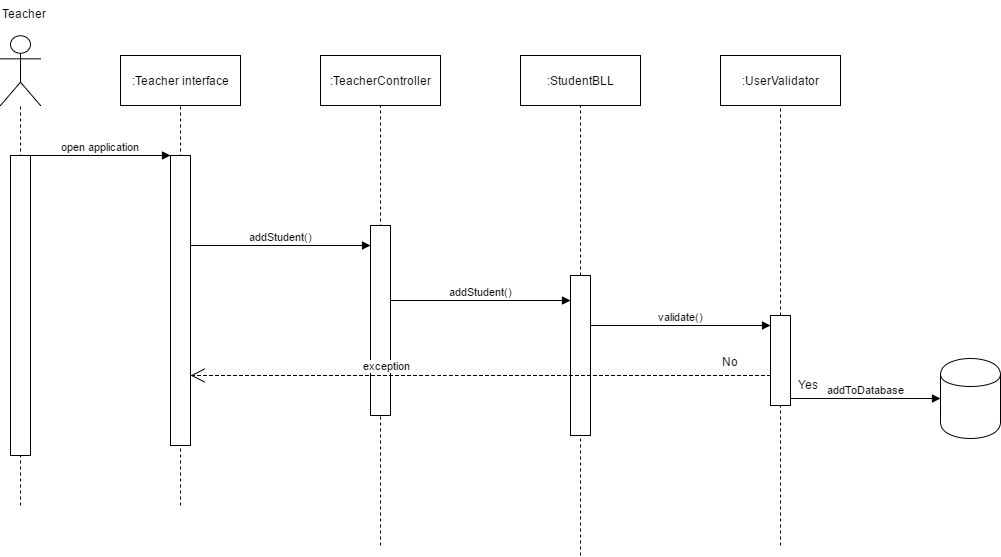 Teacher
:Teacher interface
:TeacherController
:StudentBLL
:UserValidator
open application
addStudent()
addStudent()
validate()
exception
No
Yes
addToDatabase